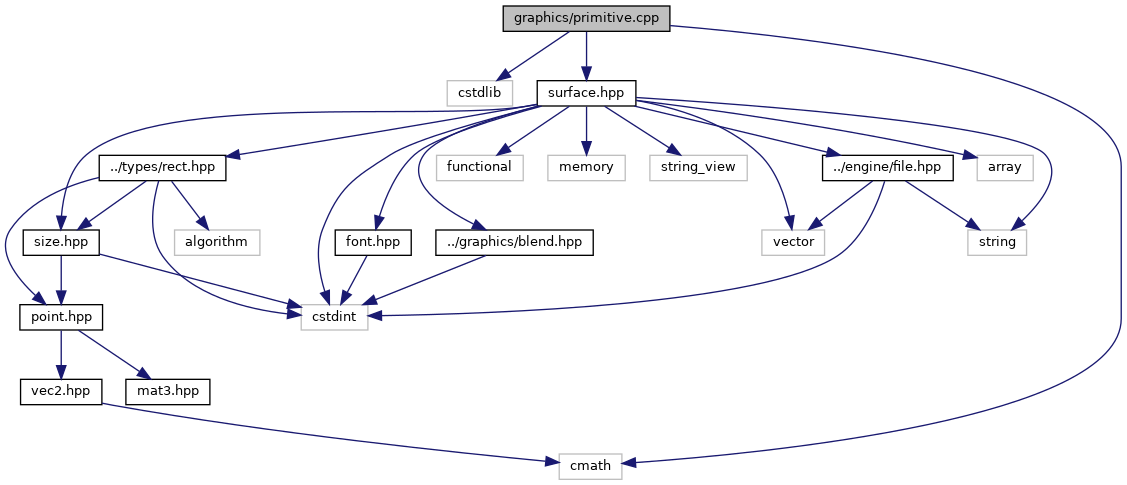 graphics/primitive.cpp
cstdlib
surface.hpp
../types/rect.hpp
functional
memory
string_view
../engine/file.hpp
array
size.hpp
algorithm
font.hpp
../graphics/blend.hpp
vector
string
point.hpp
cstdint
vec2.hpp
mat3.hpp
cmath